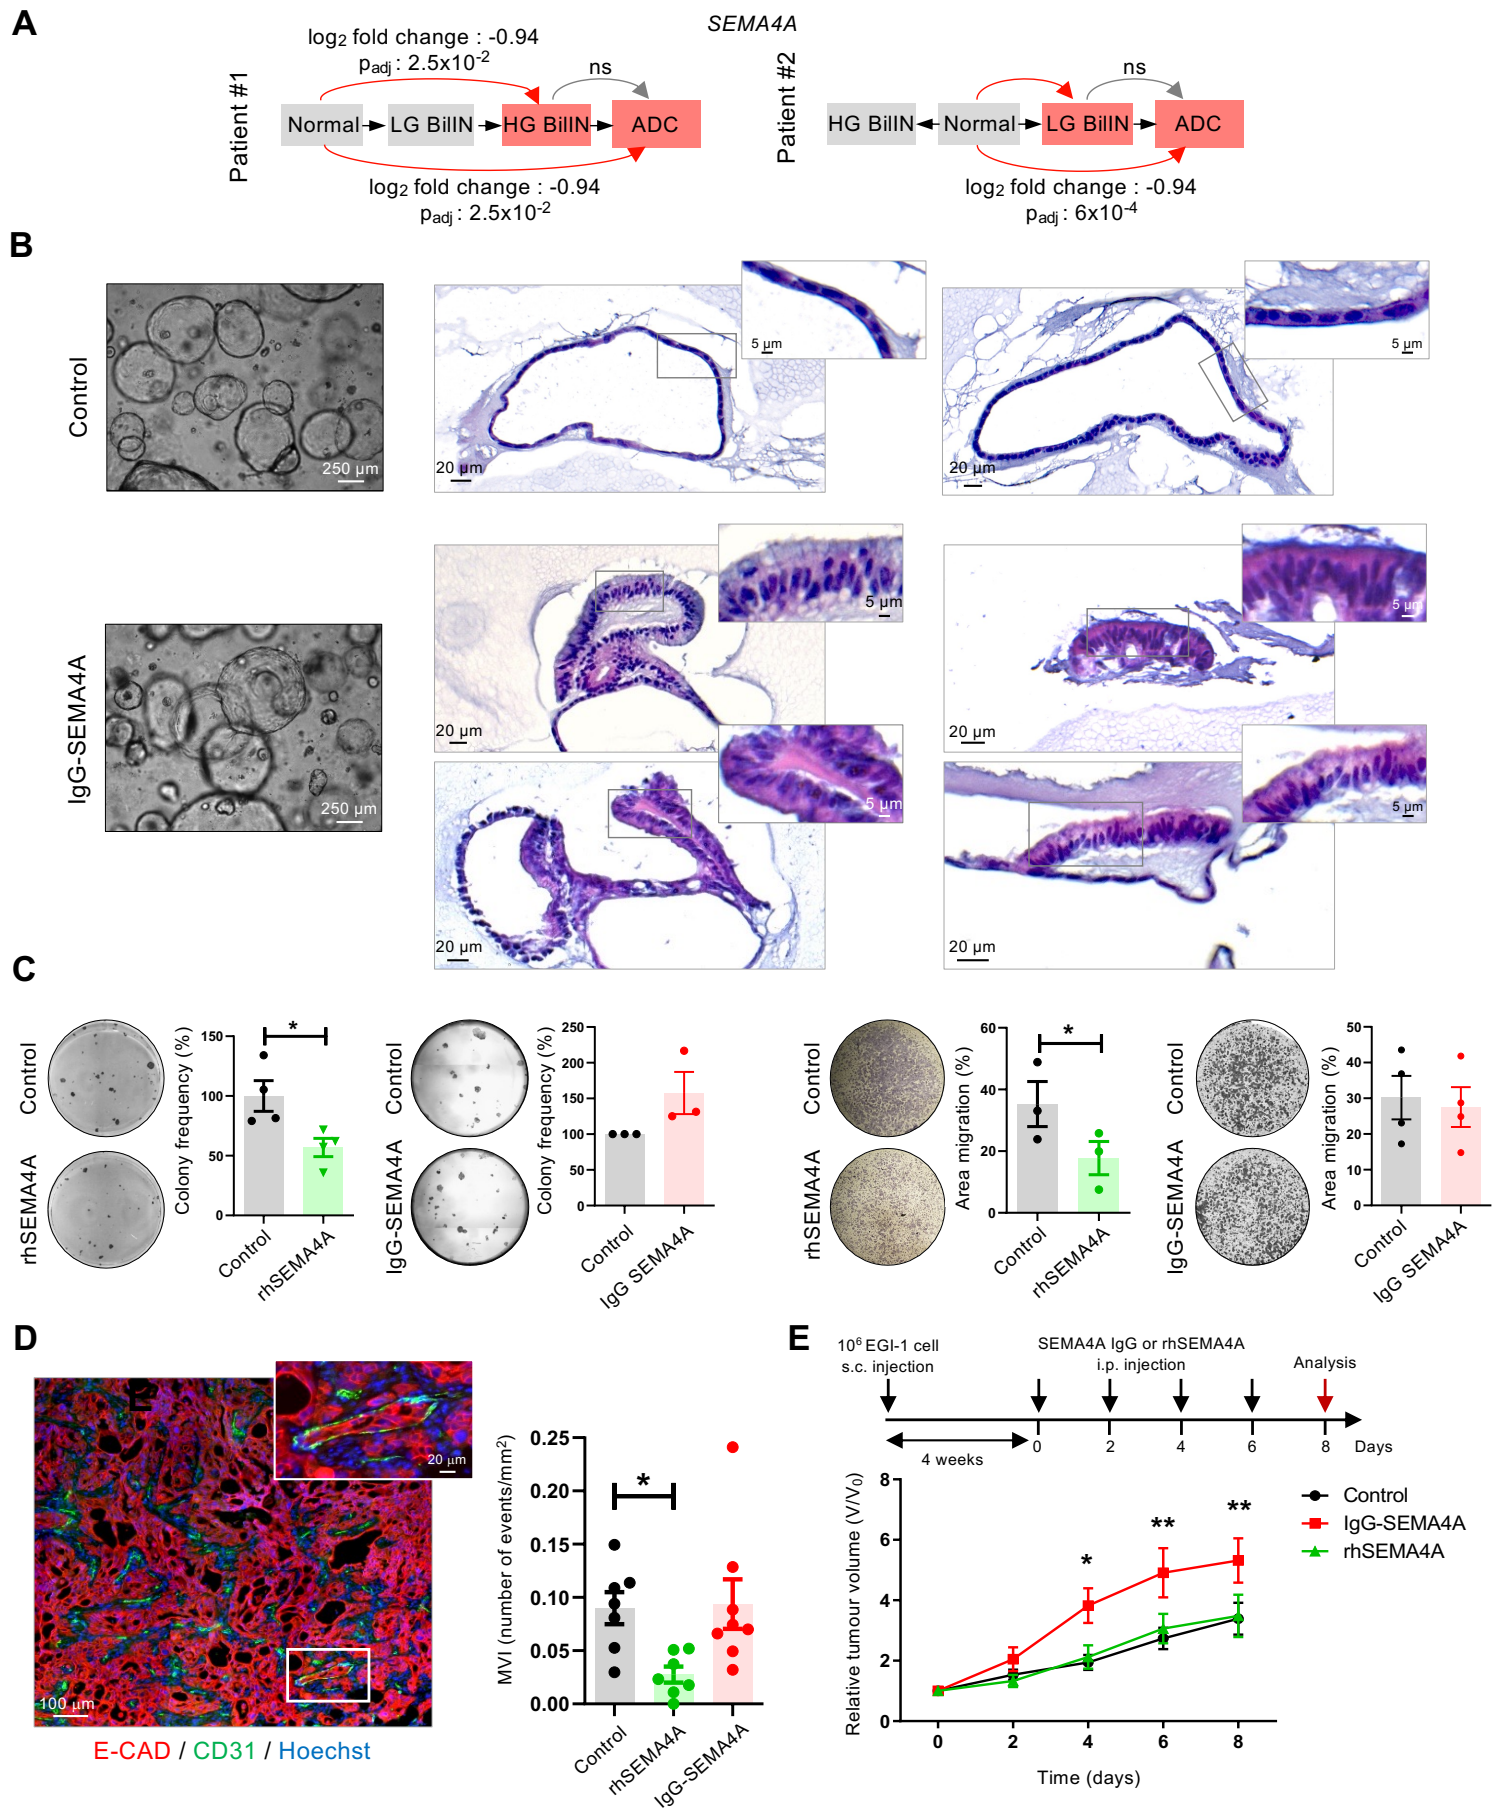 A
SEMA4A
Patient #1
log2 fold change : -0.94
padj : 2.5x10-2
ns
Normal
LG BilIN
HG BilIN
ADC
log2 fold change : -0.94
padj : 2.5x10-2
Patient #2
ns
HG BilIN
Normal
LG BilIN
ADC
log2 fold change : -0.94
padj : 6x10-4
B
Control
250 µm
20 µm
5 µm
20 µm
5 µm
IgG-SEMA4A
250 µm
20 µm
5 µm
20 µm
5 µm
20 µm
5 µm
20 µm
5 µm
C
Control
rhSEMA4A
Colony frequency (%)
150
100
50
0
*
Control
rhSEMA4A
Control
IgG-SEMA4A
Colony frequency (%)
250
200
150
100
50
0
Control
IgG SEMA4A
Control
rhSEMA4A
Area migration (%)
60
40
20
0
*
Control
rhSEMA4A
Control
IgG-SEMA4A
Area migration (%)
50
40
30
20
10
0
Control
IgG SEMA4A
D
E
20 µm
100 µm
E-CAD / CD31 / Hoechst
MVI (number of events/mm2)
0.25
0.20
0.15
0.10
0.05
0.00
*
Control
rhSEMA4A
IgG-SEMA4A
E
10⁶ EGI-1 cell
s.c. injection
SEMA4A IgG or rhSEMA4A
i.p. injection
Analysis
4 weeks
0
2
4
6
8
Days
Relative tumour volume (V/V0)
8
6
4
2
0
*
**
**
Control
IgG-SEMA4A
rhSEMA4A
0
2
4
6
8
Time (days)